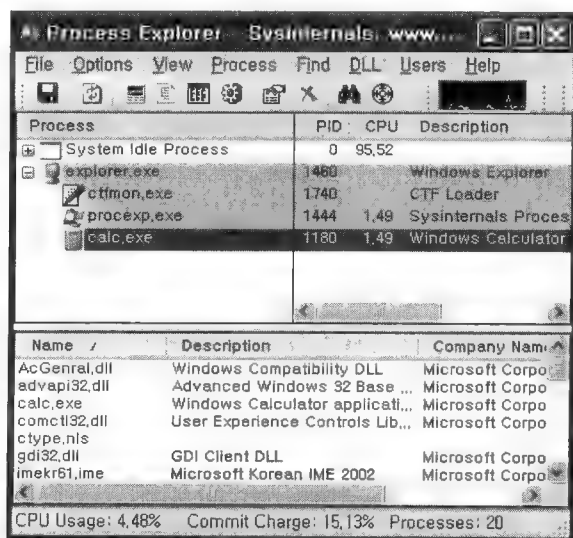 Process Explorer - Sysinternals: www....
File Options View Process Find DLL Users Help
Process PID CPU Description
System Idle Process 0 95,52
explorer,exe 1460 Windows Explorer
ctfmon,exe 1740 CTF Loader
procexp,exe 1444 1,49 Sysinternals Proces
calc,exe 1180 1,49 Windows Calculator
Name Description Company Nam
AcGenral,dll Windows Compatibility DLL Microsoft Corpo
advapi32,dll Advanced Windows 32 Base ,,, Microsoft Corpo
calc,exe Windows Calculator applicati,,, Microsoft Corpo
comctl32,dll User Experience Controls Lib,,, Microsoft Corpo
ctype,nls
gdi32,dll GDI Client DLL Microsoft Corpo
imekr61,ime Microsoft Korean IME 2002 Microsoft Corpo
CPU Usage: 4,48% Commit Charge: 15,13% Processes: 20